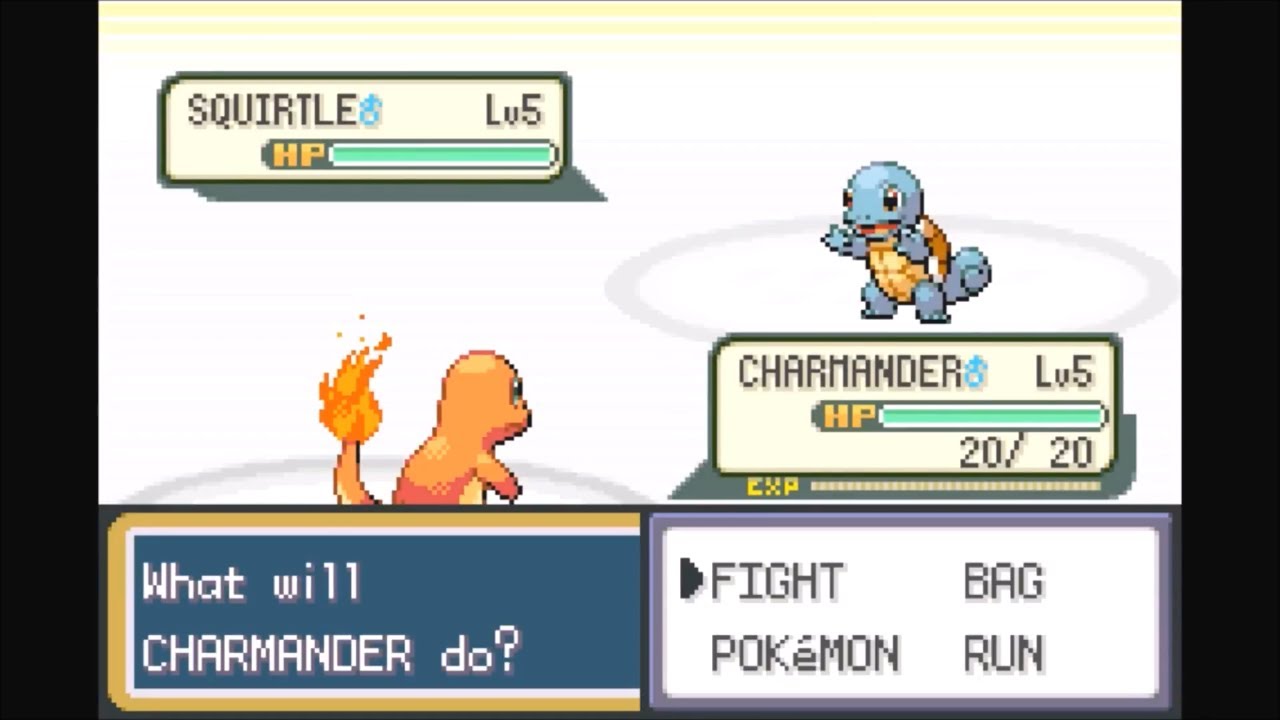 SQUIRTLE♂ Lv5
HP
CHARMANDER♂ Lv5
HP
20/ 20
EXP
What will
CHARMANDER do?
FIGHT BAG
POKéMON RUN